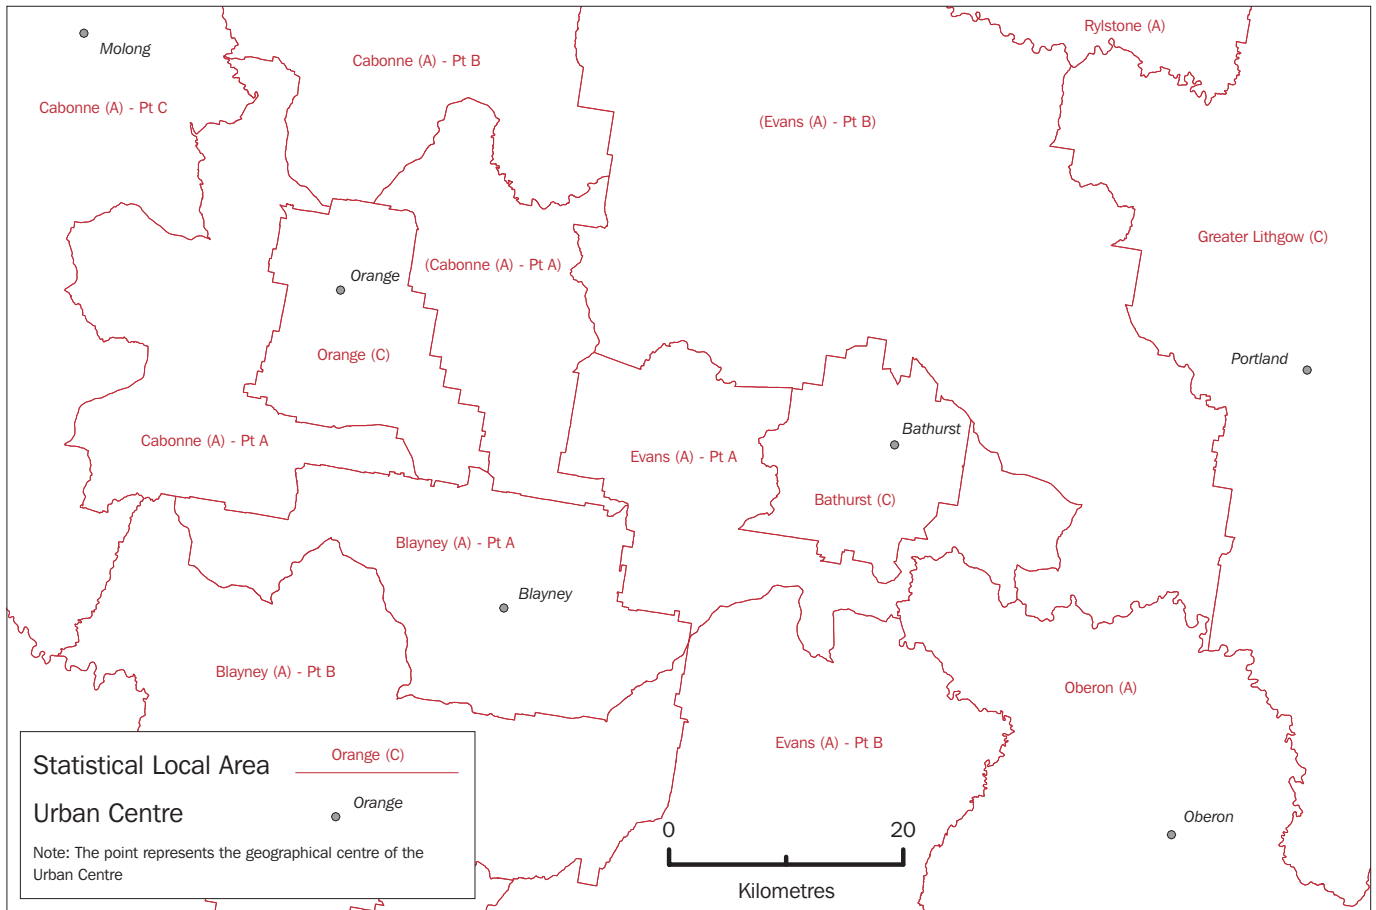 Rylstone (A)
Molong
Cabonne (A) - Pt B
Cabonne (A) - Pt C
(Evans (A) - Pt B)
Greater Lithgow (C)
(Cabonne (A) - Pt A)
Orange
Orange (C)
Portland
Bathurst
Cabonne (A) - Pt A
Evans (A) - Pt A
Bathurst (C)
Blayney (A) - Pt A
Blayney
Blayney (A) - Pt B
Oberon (A)
Evans (A) - Pt B
Oberon
Statistical Local Area
Orange (C)
Urban Centre
Orange
Note: The point represents the geographical centre of the
Urban Centre
0 20
Kilometres